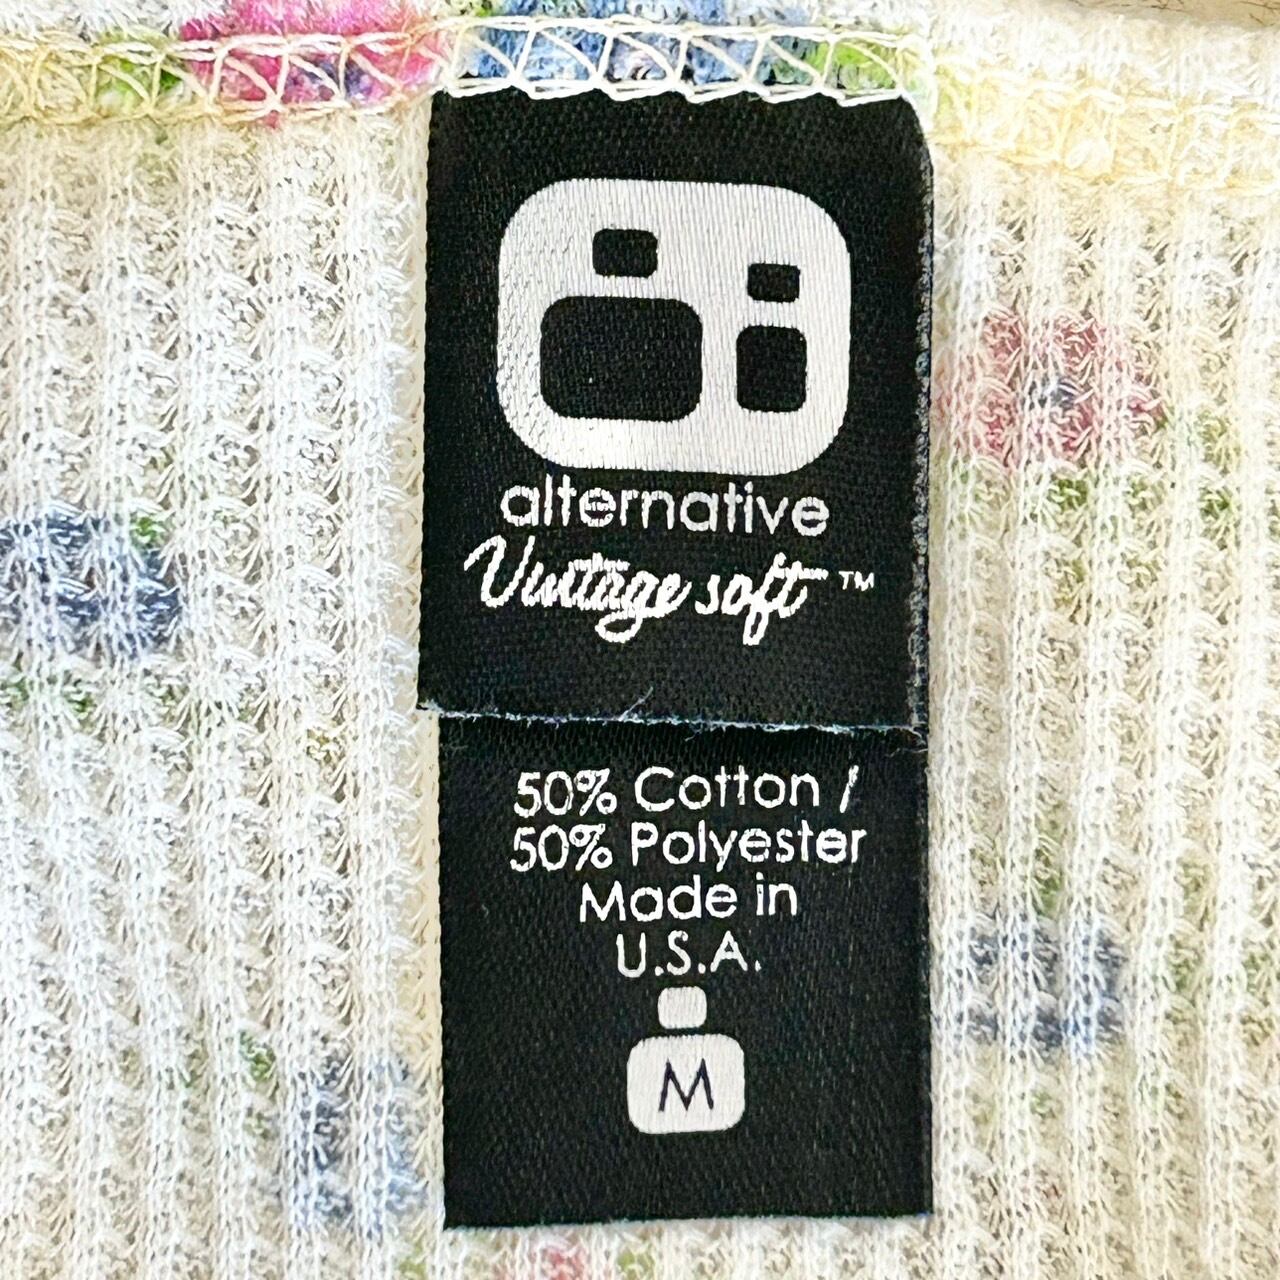 alternative
Vintage soft™
50% Cotton /
50% Polyester
Made in
U.S.A.
M